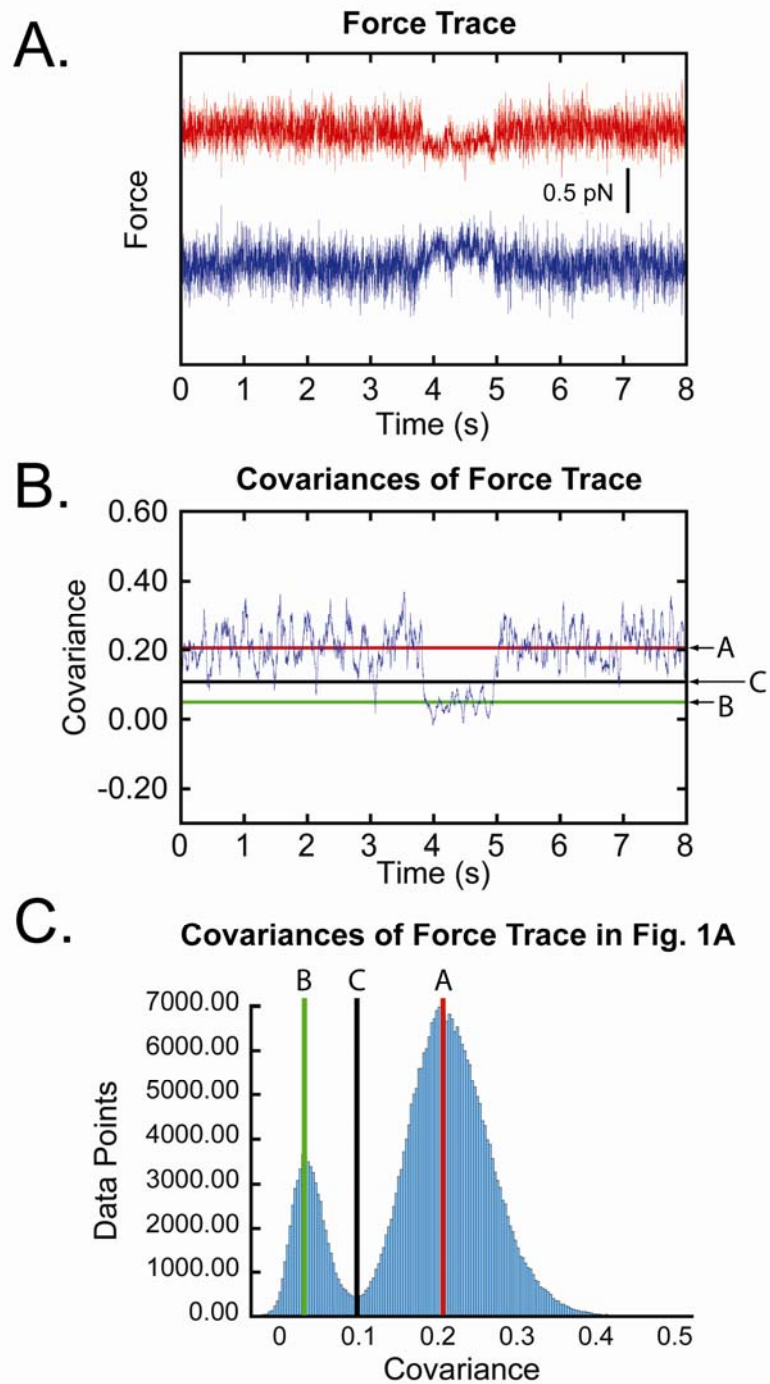 A.
Force Trace
Force
0.5 pN
0 1 2 3 4 5 6 7 8
Time (s)
B.
Covariances of Force Trace
Covariance
0.60
0.40
0.20
0.00
-0.20
A
C
B
0 1 2 3 4 5 6 7 8
Time (s)
C.
Covariances of Force Trace in Fig. 1A
B C A
Data Points
7000.00
6000.00
5000.00
4000.00
3000.00
2000.00
1000.00
0.00
0 0.1 0.2 0.3 0.4 0.5
Covariance